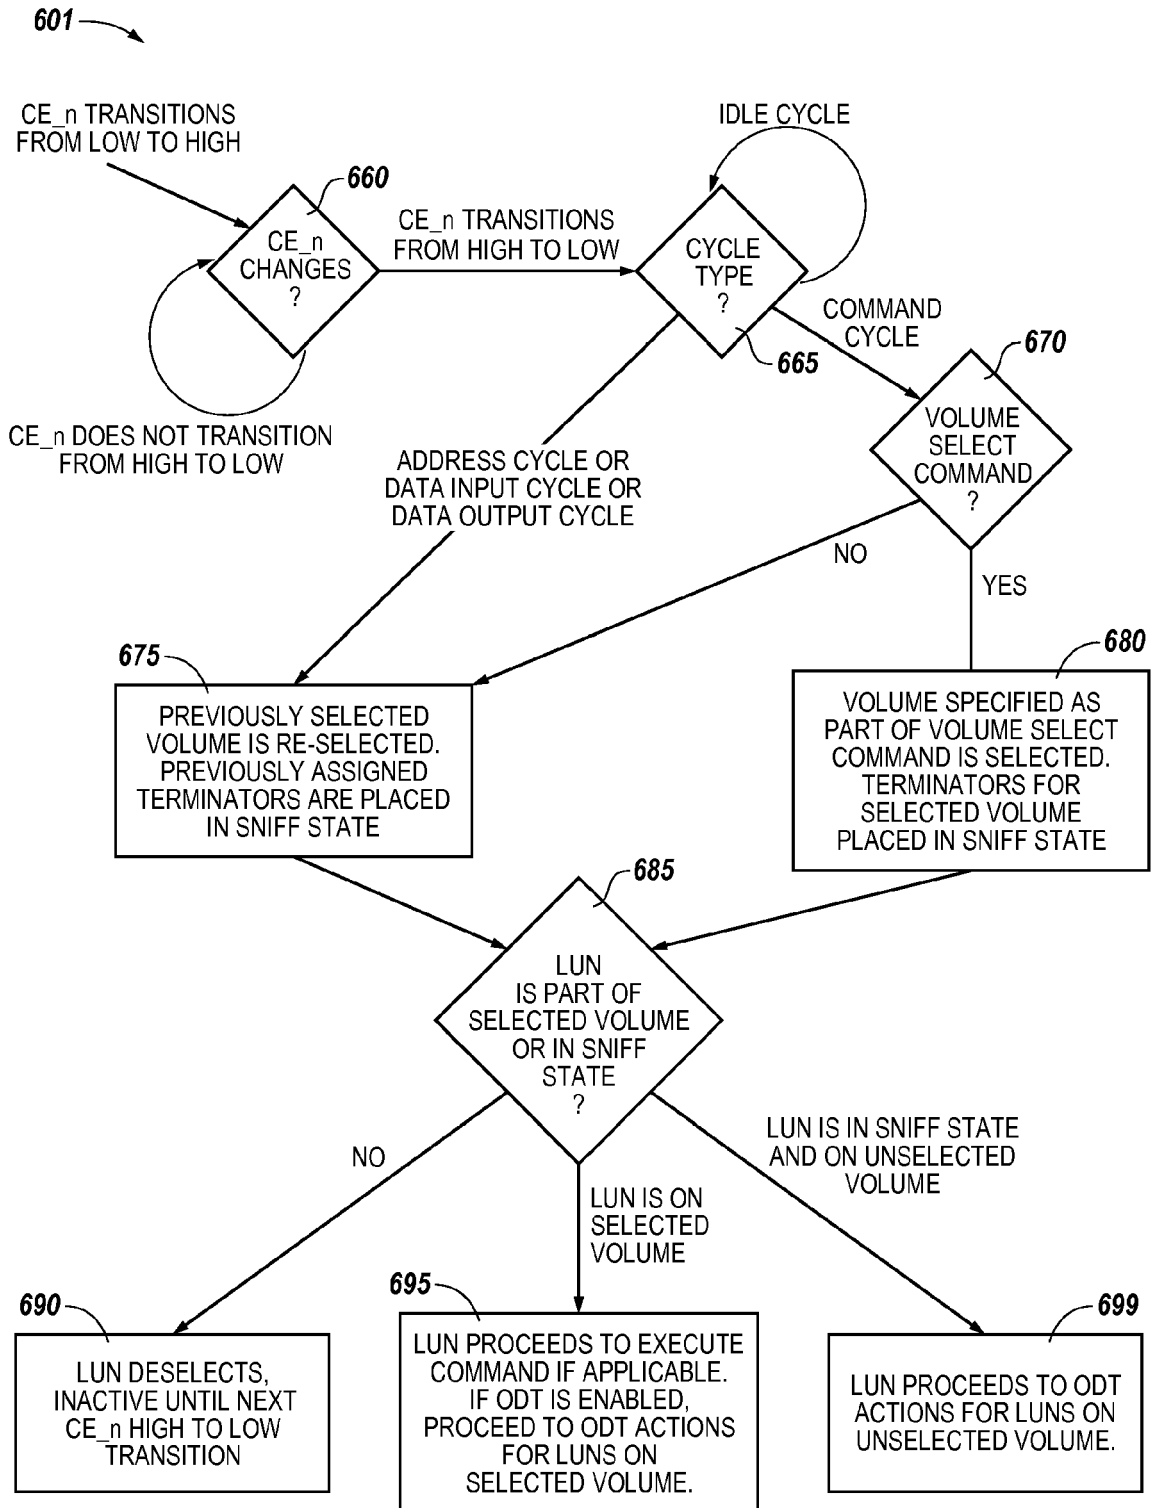 601
CE_n TRANSITIONS
FROM LOW TO HIGH
660
CE_n
CHANGES
?
CE_n DOES NOT TRANSITION
FROM HIGH TO LOW
CE_n TRANSITIONS
FROM HIGH TO LOW
IDLE CYCLE
CYCLE
TYPE
?
665
COMMAND
CYCLE
670
VOLUME
SELECT
COMMAND
?
ADDRESS CYCLE OR
DATA INPUT CYCLE OR
DATA OUTPUT CYCLE
NO
YES
675
PREVIOUSLY SELECTED
VOLUME IS RE-SELECTED.
PREVIOUSLY ASSIGNED
TERMINATORS ARE PLACED
IN SNIFF STATE
680
VOLUME SPECIFIED AS
PART OF VOLUME SELECT
COMMAND IS SELECTED.
TERMINATORS FOR
SELECTED VOLUME
PLACED IN SNIFF STATE
685
LUN
IS PART OF
SELECTED VOLUME
OR IN SNIFF
STATE
?
NO
LUN IS ON
SELECTED
VOLUME
LUN IS IN SNIFF STATE
AND ON UNSELECTED
VOLUME
690
LUN DESELECTS,
INACTIVE UNTIL NEXT
CE_n HIGH TO LOW
TRANSITION
695
LUN PROCEEDS TO EXECUTE
COMMAND IF APPLICABLE.
IF ODT IS ENABLED,
PROCEED TO ODT ACTIONS
FOR LUNS ON
SELECTED VOLUME.
699
LUN PROCEEDS TO ODT
ACTIONS FOR LUNS ON
UNSELECTED VOLUME.